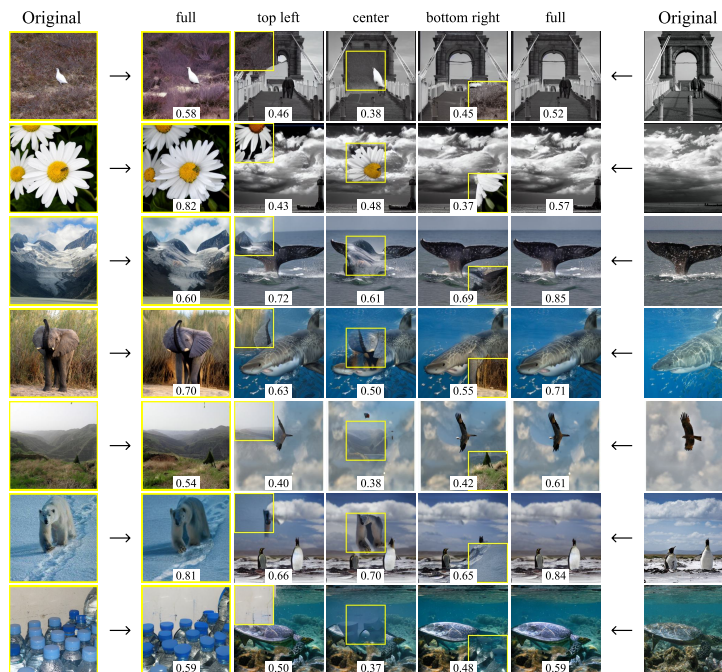 Original full top left center bottom right full Original
0.58 0.46 0.38 0.45 0.52
0.82 0.43 0.48 0.37 0.57
0.60 0.72 0.61 0.69 0.85
0.70 0.63 0.50 0.55 0.71
0.54 0.40 0.38 0.42 0.61
0.81 0.66 0.70 0.65 0.84
0.59 0.50 0.37 0.48 0.59